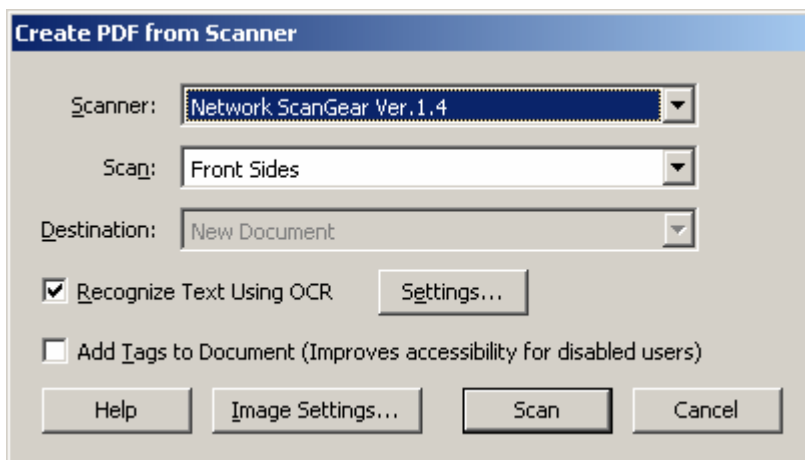 Create PDF from Scanner
Scanner: Network ScanGear Ver.1.4
Scan: Front Sides
Destination: New Document
Recognize Text Using OCR Settings...
Add Tags to Document (Improves accessibility for disabled users)
Help Image Settings... Scan Cancel